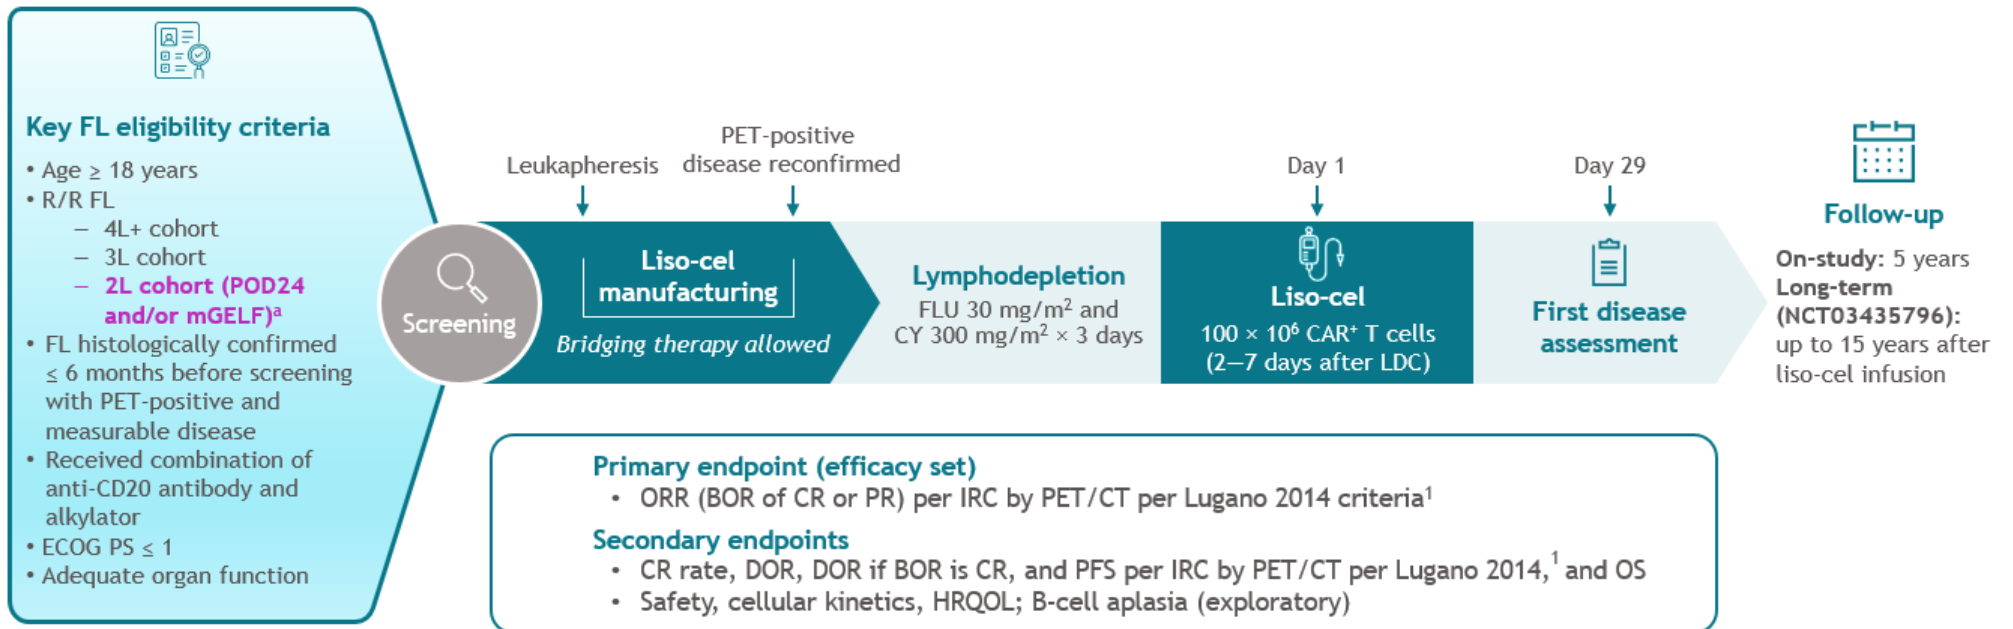 Key FL eligibility criteria
• Age ≥ 18 years
• R/R FL
— 4L+ cohort
— 3L cohort
— 2L cohort (POD24
and/or mGELF)ᵃ
• FL histologically confirmed
≤ 6 months before screening
with PET-positive and
measurable disease
• Received combination of
anti-CD20 antibody and
alkylator
• ECOG PS ≤ 1
• Adequate organ function
Screening
Leukapheresis
PET-positive
disease reconfirmed
Liso-cel
manufacturing
Bridging therapy allowed
Lymphodepletion
FLU 30 mg/m² and
CY 300 mg/m² × 3 days
Day 1
Liso-cel
100 × 10⁶ CAR⁺ T cells
(2—7 days after LDC)
Day 29
First disease
assessment
Follow-up
On-study: 5 years
Long-term
(NCT03435796):
up to 15 years after
liso-cel infusion
Primary endpoint (efficacy set)
• ORR (BOR of CR or PR) per IRC by PET/CT per Lugano 2014 criteria¹
Secondary endpoints
• CR rate, DOR, DOR if BOR is CR, and PFS per IRC by PET/CT per Lugano 2014,¹ and OS
• Safety, cellular kinetics, HRQOL; B-cell aplasia (exploratory)